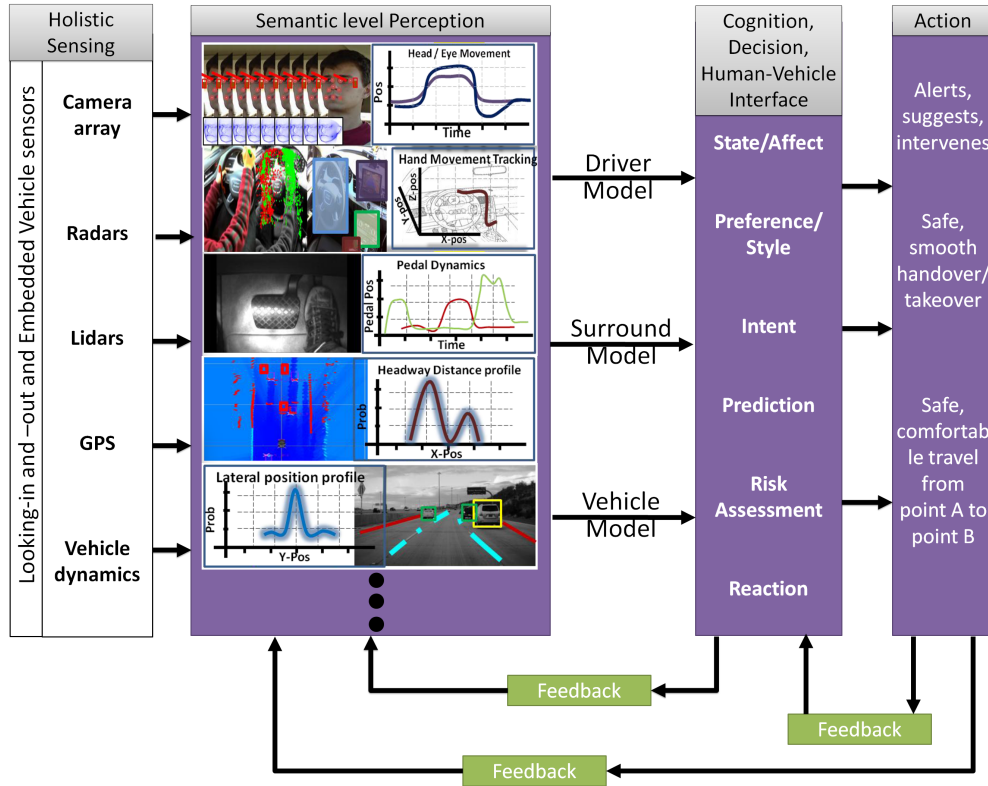 Holistic
Sensing
Looking-in and –out and Embedded Vehicle sensors
Camera
array
Radars
Lidars
GPS
Vehicle
dynamics
Semantic level Perception
Head / Eye Movement
Pos
Time
Hand Movement Tracking
Z-pos
Y-pos
X-pos
Pedal Dynamics
Pedal Pos
Time
Headway Distance profile
Prob
X-Pos
Lateral position profile
Prob
Y-Pos
Driver
Model
Surround
Model
Vehicle
Model
Cognition,
Decision,
Human-Vehicle
Interface
State/Affect
Preference/
Style
Intent
Prediction
Risk
Assessment
Reaction
Action
Alerts,
suggests,
intervenes
Safe,
smooth
handover/
takeover
Safe,
comfortab
le travel
from
point A to
point B
Feedback
Feedback
Feedback